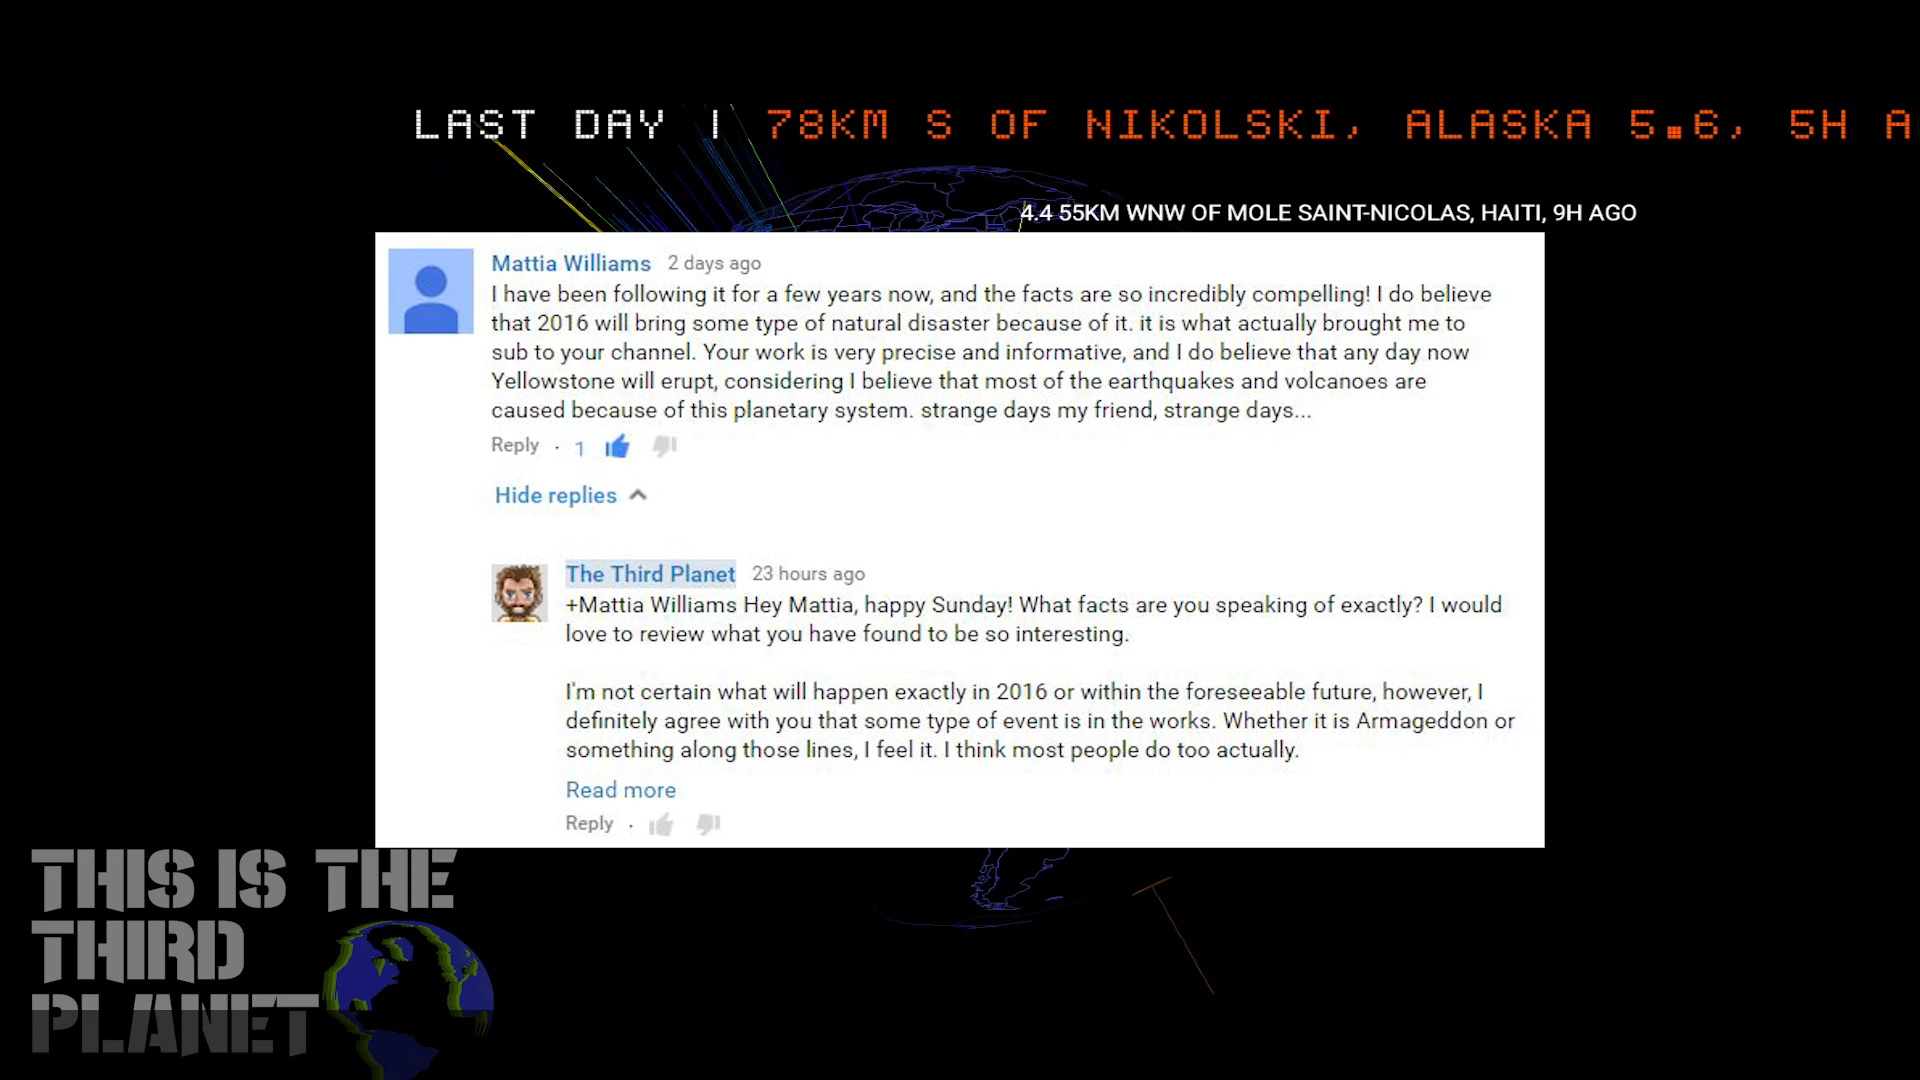 LAST DAY | 78KM S OF NIKOLSKI, ALASKA 5.6, 5H A
4.4 55KM WNW OF MOLE SAINT-NICOLAS, HAITI, 9H AGO
Mattia Williams 2 days ago
I have been following it for a few years now, and the facts are so incredibly compelling! I do believe
that 2016 will bring some type of natural disaster because of it. it is what actually brought me to
sub to your channel. Your work is very precise and informative, and I do believe that any day now
Yellowstone will erupt, considering I believe that most of the earthquakes and volcanoes are
caused because of this planetary system. strange days my friend, strange days...
Reply · 1
Hide replies
The Third Planet 23 hours ago
+Mattia Williams Hey Mattia, happy Sunday! What facts are you speaking of exactly? I would
love to review what you have found to be so interesting.
I'm not certain what will happen exactly in 2016 or within the foreseeable future, however, I
definitely agree with you that some type of event is in the works. Whether it is Armageddon or
something along those lines, I feel it. I think most people do too actually.
Read more
Reply ·
THIS IS THE
THIRD
PLANET